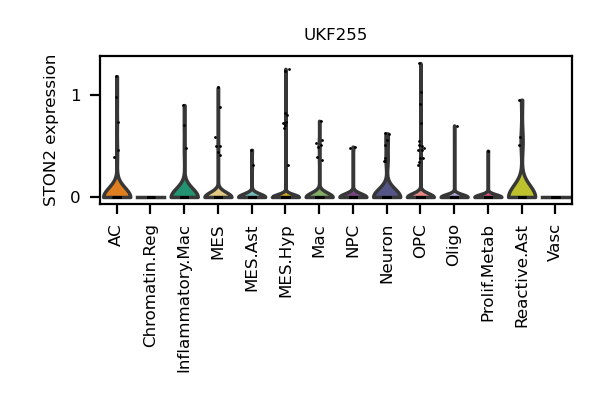 UKF255
STON2 expression
1
0
AC
Chromatin.Reg
Inflammatory.Mac
MES
MES.Ast
MES.Hyp
Mac
NPC
Neuron
OPC
Oligo
Prolif.Metab
Reactive.Ast
Vasc